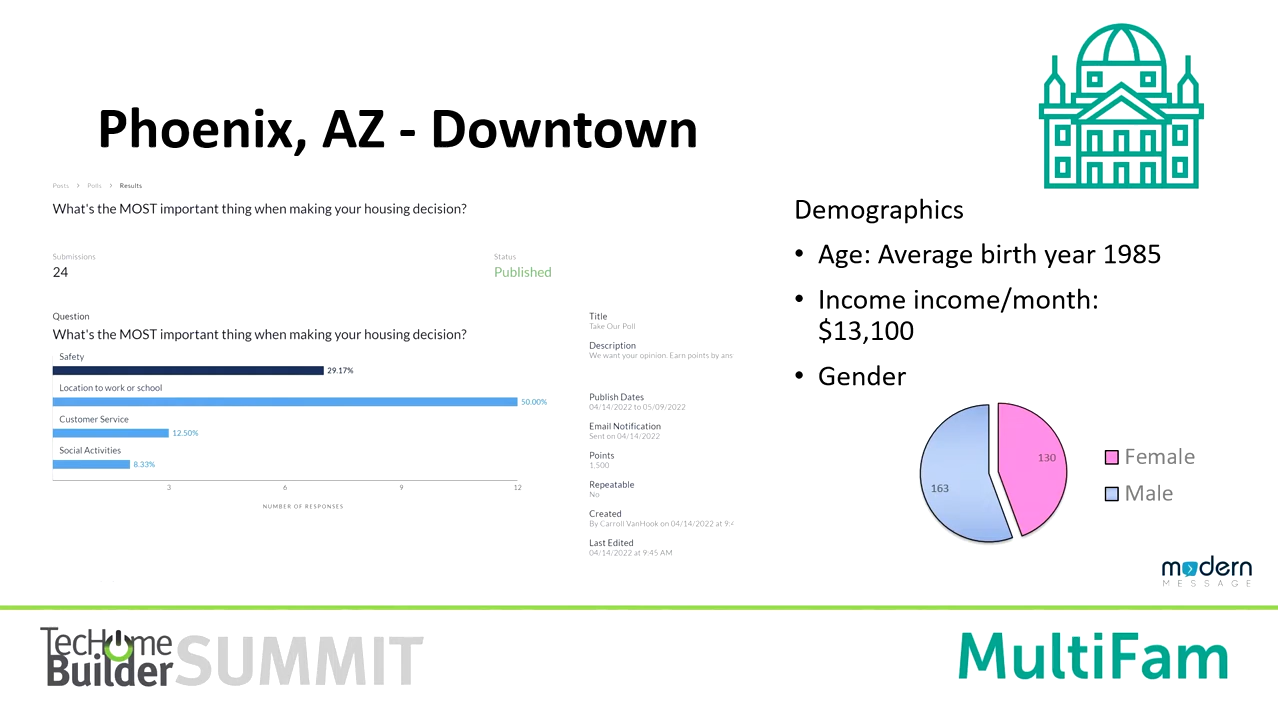 Phoenix, AZ - Downtown
Posts > Polls > Results
What's the MOST important thing when making your housing decision?
Submissions
24
Status
Published
Question
What's the MOST important thing when making your housing decision?
Safety
29.17%
Location to work or school
50.00%
Customer Service
12.50%
Social Activities
8.33%
3 6 9 12
NUMBER OF RESPONSES
Title
Take Our Poll
Description
We want your opinion. Earn points by ans
Publish Dates
04/14/2022 to 05/09/2022
Email Notification
Sent on 04/14/2022
Points
1,500
Repeatable
No
Created
By Carroll VanHook on 04/14/2022 at 9:4
Last Edited
04/14/2022 at 9:45 AM
Demographics
• Age: Average birth year 1985
• Income income/month:
$13,100
• Gender
130
163
Female
Male
modern
MESSAGE
TecHome
Builder SUMMIT
MultiFam